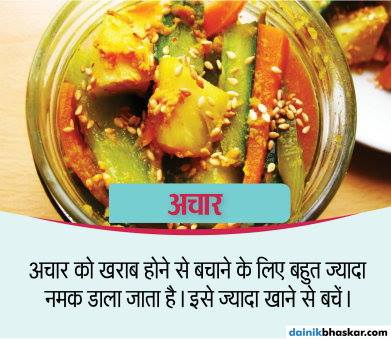 अचार
अचार को खराब होने से बचाने के लिए बहुत ज्यादा
नमक डाला जाता है। इसे ज्यादा खाने से बचें।
dainikbhaskar.com